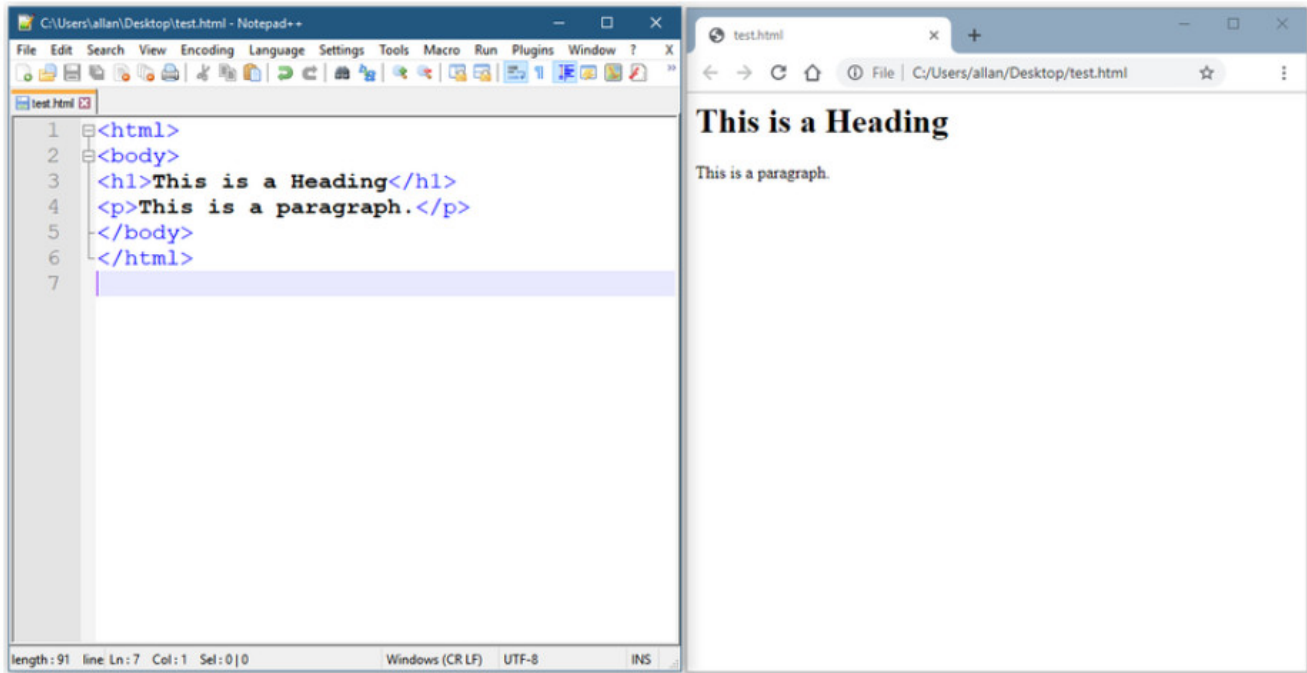 C:\Users\allan\Desktop\test.html - Notepad++
File Edit Search View Encoding Language Settings Tools Macro Run Plugins Window ? X
test.html
1 <html>
2 <body>
3 <h1>This is a Heading</h1>
4 <p>This is a paragraph.</p>
5 </body>
6 </html>
7
length : 91 line Ln : 7 Col : 1 Sel : 0 | 0 Windows (CR LF) UTF-8 INS
test.html
File | C:/Users/allan/Desktop/test.html
This is a Heading
This is a paragraph.